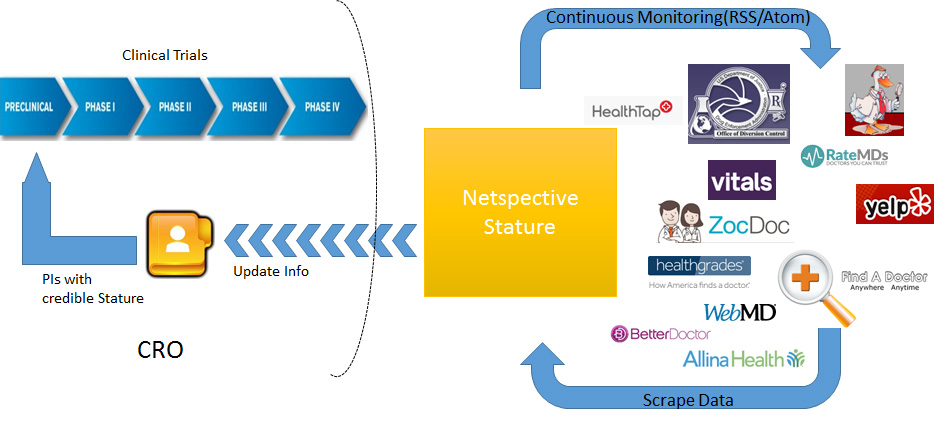 Continuous Monitoring(RSS/Atom)
Clinical Trials
PRECLINICAL
PHASE I
PHASE II
PHASE III
PHASE IV
HealthTap
Office of Diversion Control
R
RateMDs
DOCTORS YOU CAN TRUST
vitals
yelp
Netspective
Stature
ZocDoc
healthgrades
How America finds a doctor.
Find A Doctor
Anywhere Anytime
Update Info
PIs with
credible Stature
WebMD
BetterDoctor
AllinaHealth
CRO
Scrape Data